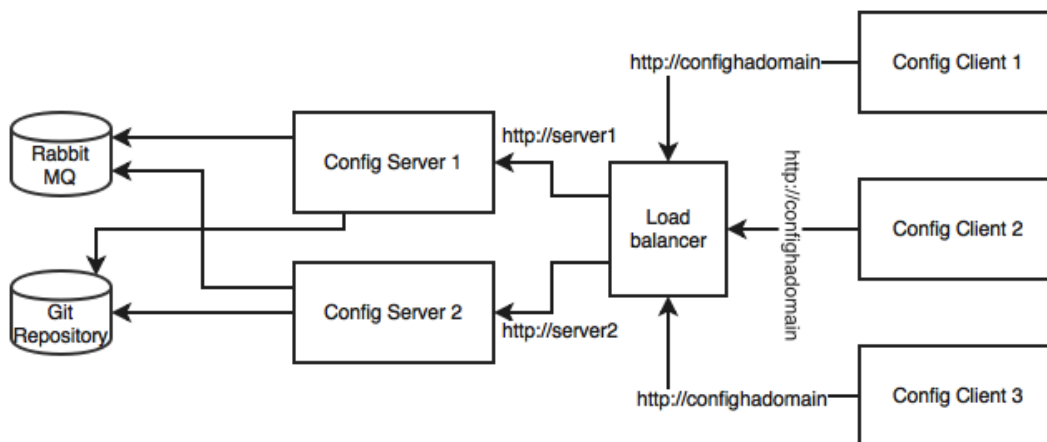 http://confighadomain
Config Client 1
Rabbit
MQ
Config Server 1
http://server1
http://confighadomain
Load
balancer
Config Client 2
Git
Repository
Config Server 2
http://server2
http://confighadomain
Config Client 3